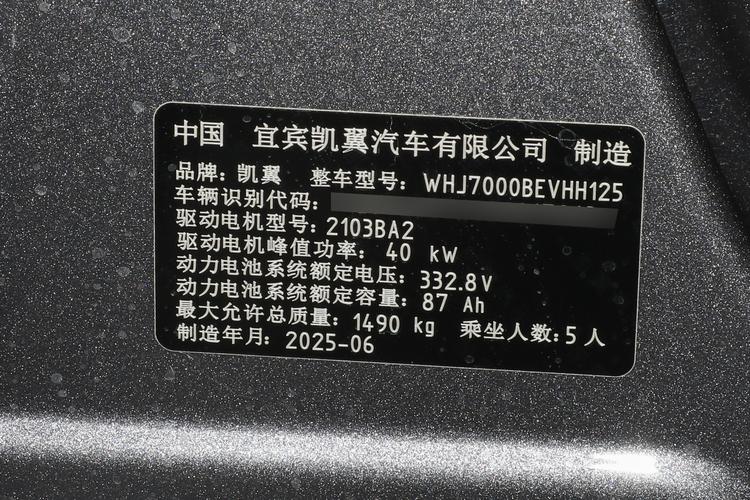 中国 宜宾凯翼汽车有限公司 制造
品牌: 凯翼 整车型号: WHJ7000BEVHH125
车辆识别代码:
驱动电机型号: 2103BA2
驱动电机峰值功率: 40 kW
动力电池系统额定电压: 332.8V
动力电池系统额定容量: 87 Ah
最大允许总质量: 1490 kg 乘坐人数: 5 人
制造年月: 2025-06